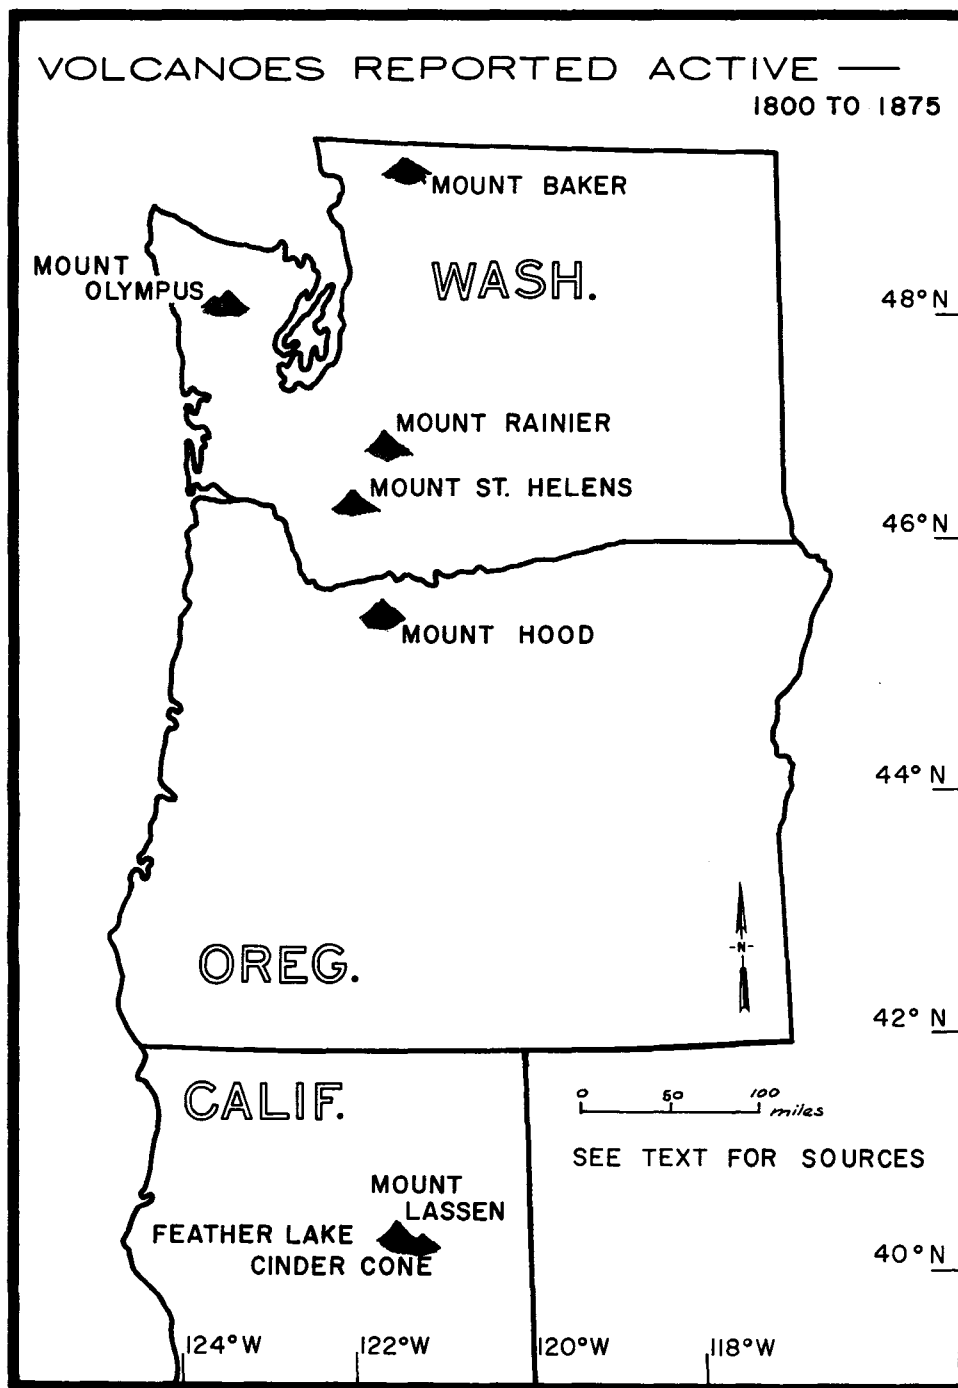 VOLCANOES REPORTED ACTIVE —
1800 TO 1875
MOUNT BAKER
MOUNT
OLYMPUS
WASH.
48°N
MOUNT RAINIER
MOUNT ST. HELENS
46°N
MOUNT HOOD
44°N
-N-
OREG.
42°N
CALIF.
0 50 100
miles
SEE TEXT FOR SOURCES
MOUNT
LASSEN
FEATHER LAKE
CINDER CONE
40°N
124°W 122°W 120°W 118°W